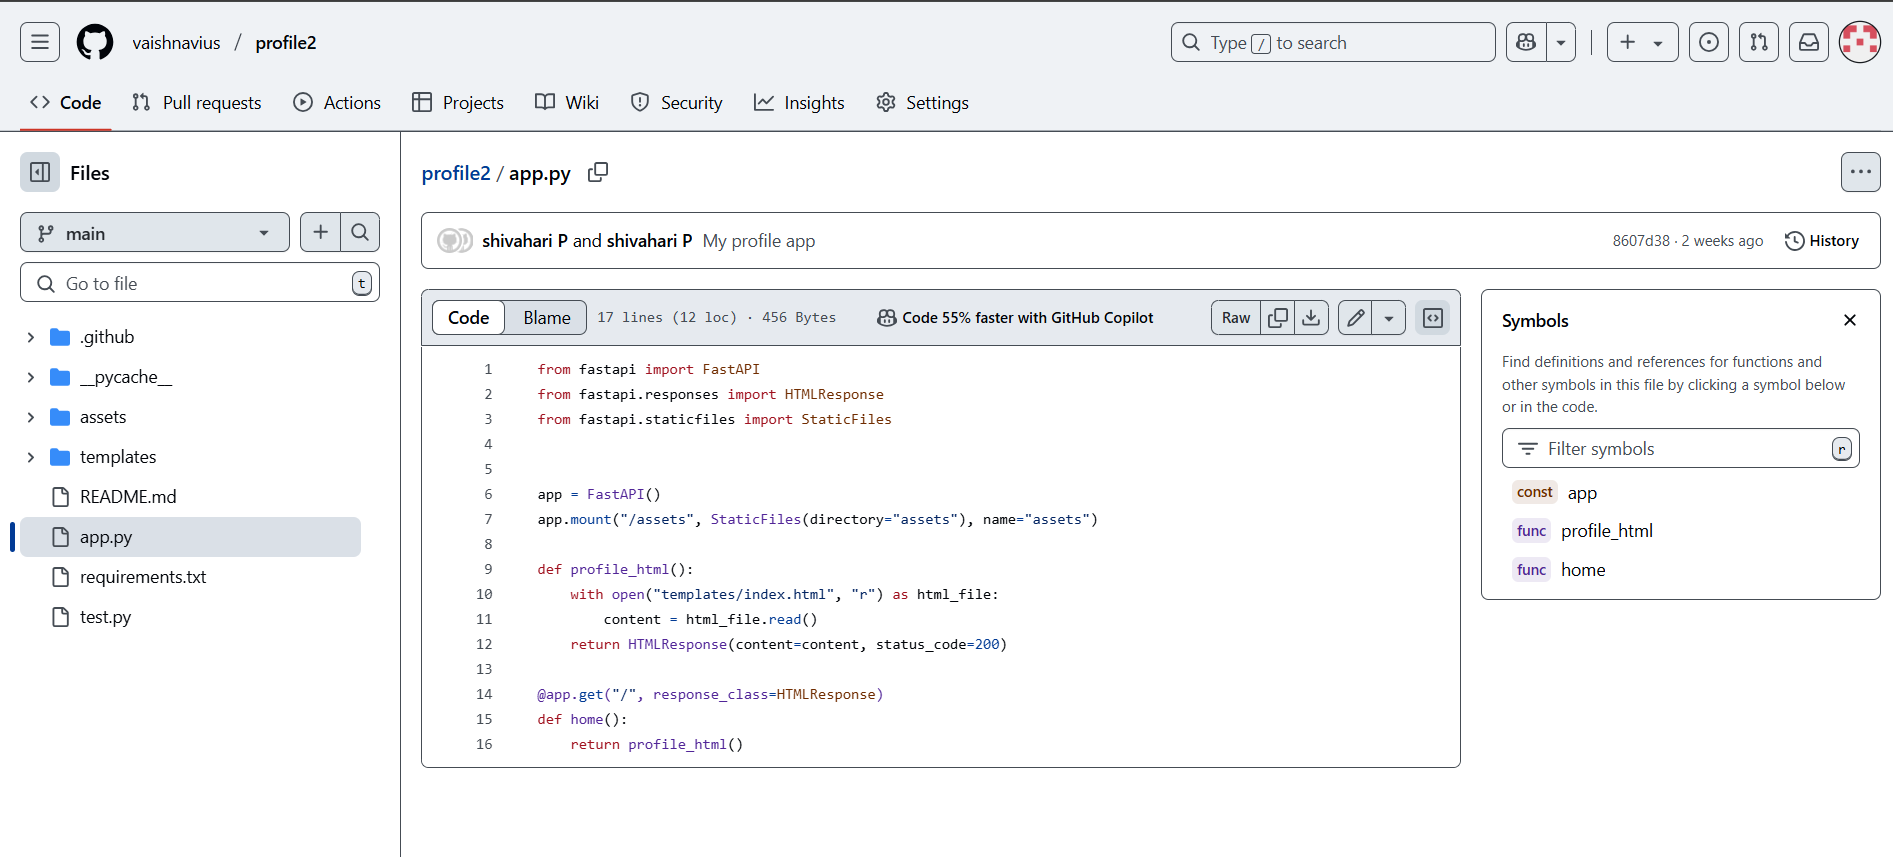 vaishnavius / profile2
Type / to search
Code Pull requests Actions Projects Wiki Security Insights Settings
Files
main
Go to file t
.github
__pycache__
assets
templates
README.md
app.py
requirements.txt
test.py
profile2 / app.py
shivahari P and shivahari P My profile app 8607d38 · 2 weeks ago History
Code Blame 17 lines (12 loc) · 456 Bytes Code 55% faster with GitHub Copilot Raw
1 from fastapi import FastAPI
2 from fastapi.responses import HTMLResponse
3 from fastapi.staticfiles import StaticFiles
4
5
6 app = FastAPI()
7 app.mount("/assets", StaticFiles(directory="assets"), name="assets")
8
9 def profile_html():
10     with open("templates/index.html", "r") as html_file:
11         content = html_file.read()
12     return HTMLResponse(content=content, status_code=200)
13
14 @app.get("/", response_class=HTMLResponse)
15 def home():
16     return profile_html()
Symbols
Find definitions and references for functions and
other symbols in this file by clicking a symbol below
or in the code.
Filter symbols r
const app
func profile_html
func home